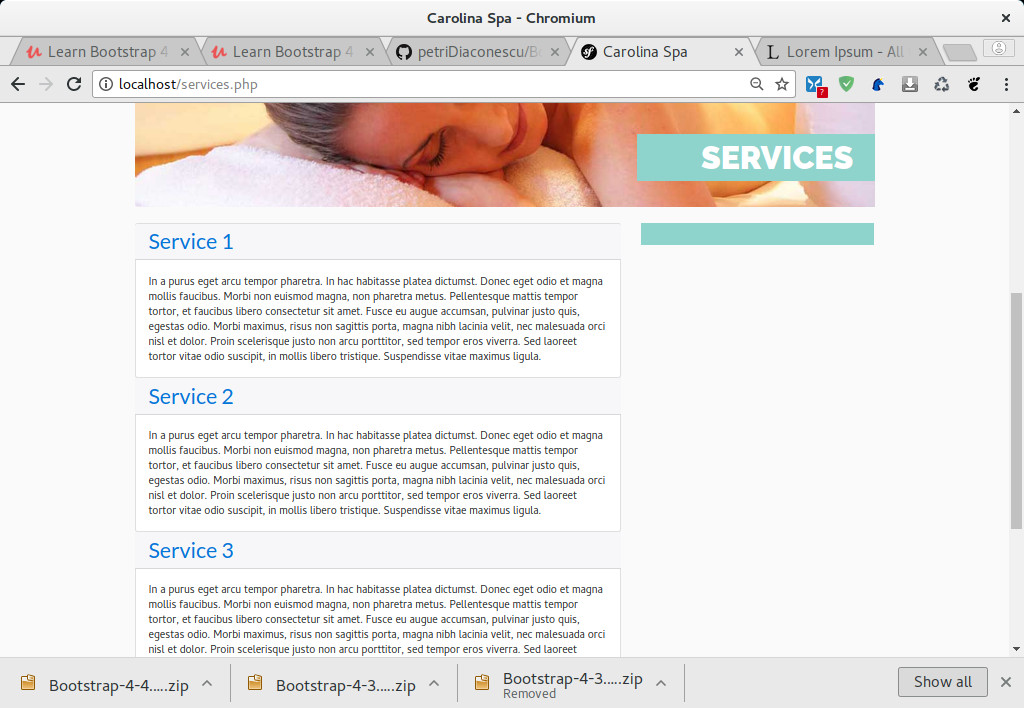 Carolina Spa - Chromium
Learn Bootstrap 4
Learn Bootstrap 4
petriDiaconescu/B
Carolina Spa
Lorem Ipsum - All
localhost/services.php
?
SERVICES
Service 1
In a purus eget arcu tempor pharetra. In hac habitasse platea dictumst. Donec eget odio et magna
mollis faucibus. Morbi non euismod magna, non pharetra metus. Pellentesque mattis tempor
tortor, et faucibus libero consectetur sit amet. Fusce eu augue accumsan, pulvinar justo quis,
egestas odio. Morbi maximus, risus non sagittis porta, magna nibh lacinia velit, nec malesuada orci
nisl et dolor. Proin scelerisque justo non arcu porttitor, sed tempor eros viverra. Sed laoreet
tortor vitae odio suscipit, in mollis libero tristique. Suspendisse vitae maximus ligula.
Service 2
In a purus eget arcu tempor pharetra. In hac habitasse platea dictumst. Donec eget odio et magna
mollis faucibus. Morbi non euismod magna, non pharetra metus. Pellentesque mattis tempor
tortor, et faucibus libero consectetur sit amet. Fusce eu augue accumsan, pulvinar justo quis,
egestas odio. Morbi maximus, risus non sagittis porta, magna nibh lacinia velit, nec malesuada orci
nisl et dolor. Proin scelerisque justo non arcu porttitor, sed tempor eros viverra. Sed laoreet
tortor vitae odio suscipit, in mollis libero tristique. Suspendisse vitae maximus ligula.
Service 3
In a purus eget arcu tempor pharetra. In hac habitasse platea dictumst. Donec eget odio et magna
mollis faucibus. Morbi non euismod magna, non pharetra metus. Pellentesque mattis tempor
tortor, et faucibus libero consectetur sit amet. Fusce eu augue accumsan, pulvinar justo quis,
egestas odio. Morbi maximus, risus non sagittis porta, magna nibh lacinia velit, nec malesuada orci
nisl et dolor. Proin scelerisque justo non arcu porttitor, sed tempor eros viverra. Sed laoreet
Bootstrap-4-4.....zip
Bootstrap-4-3.....zip
Bootstrap-4-3.....zip
Removed
Show all